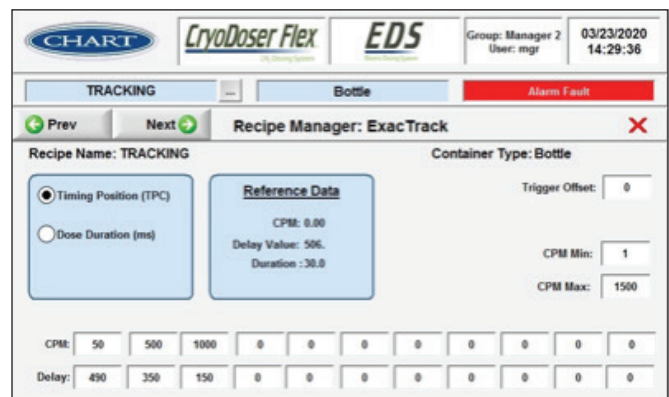 CHART
CryoDoser Flex
EDS
Group: Manager 2
User: mgr
03/23/2020
14:29:36
TRACKING
...
Bottle
Alarm Fault
Prev
Next
Recipe Manager: ExacTrack
Recipe Name: TRACKING
Container Type: Bottle
Timing Position (TPC)
Dose Duration (ms)
Reference Data
CPM: 0.00
Delay Value: 506.
Duration :30.0
Trigger Offset: 0
CPM Min: 1
CPM Max: 1500
CPM: 50 500 1000 0 0 0 0 0 0 0 0
Delay: 490 350 150 0 0 0 0 0 0 0 0